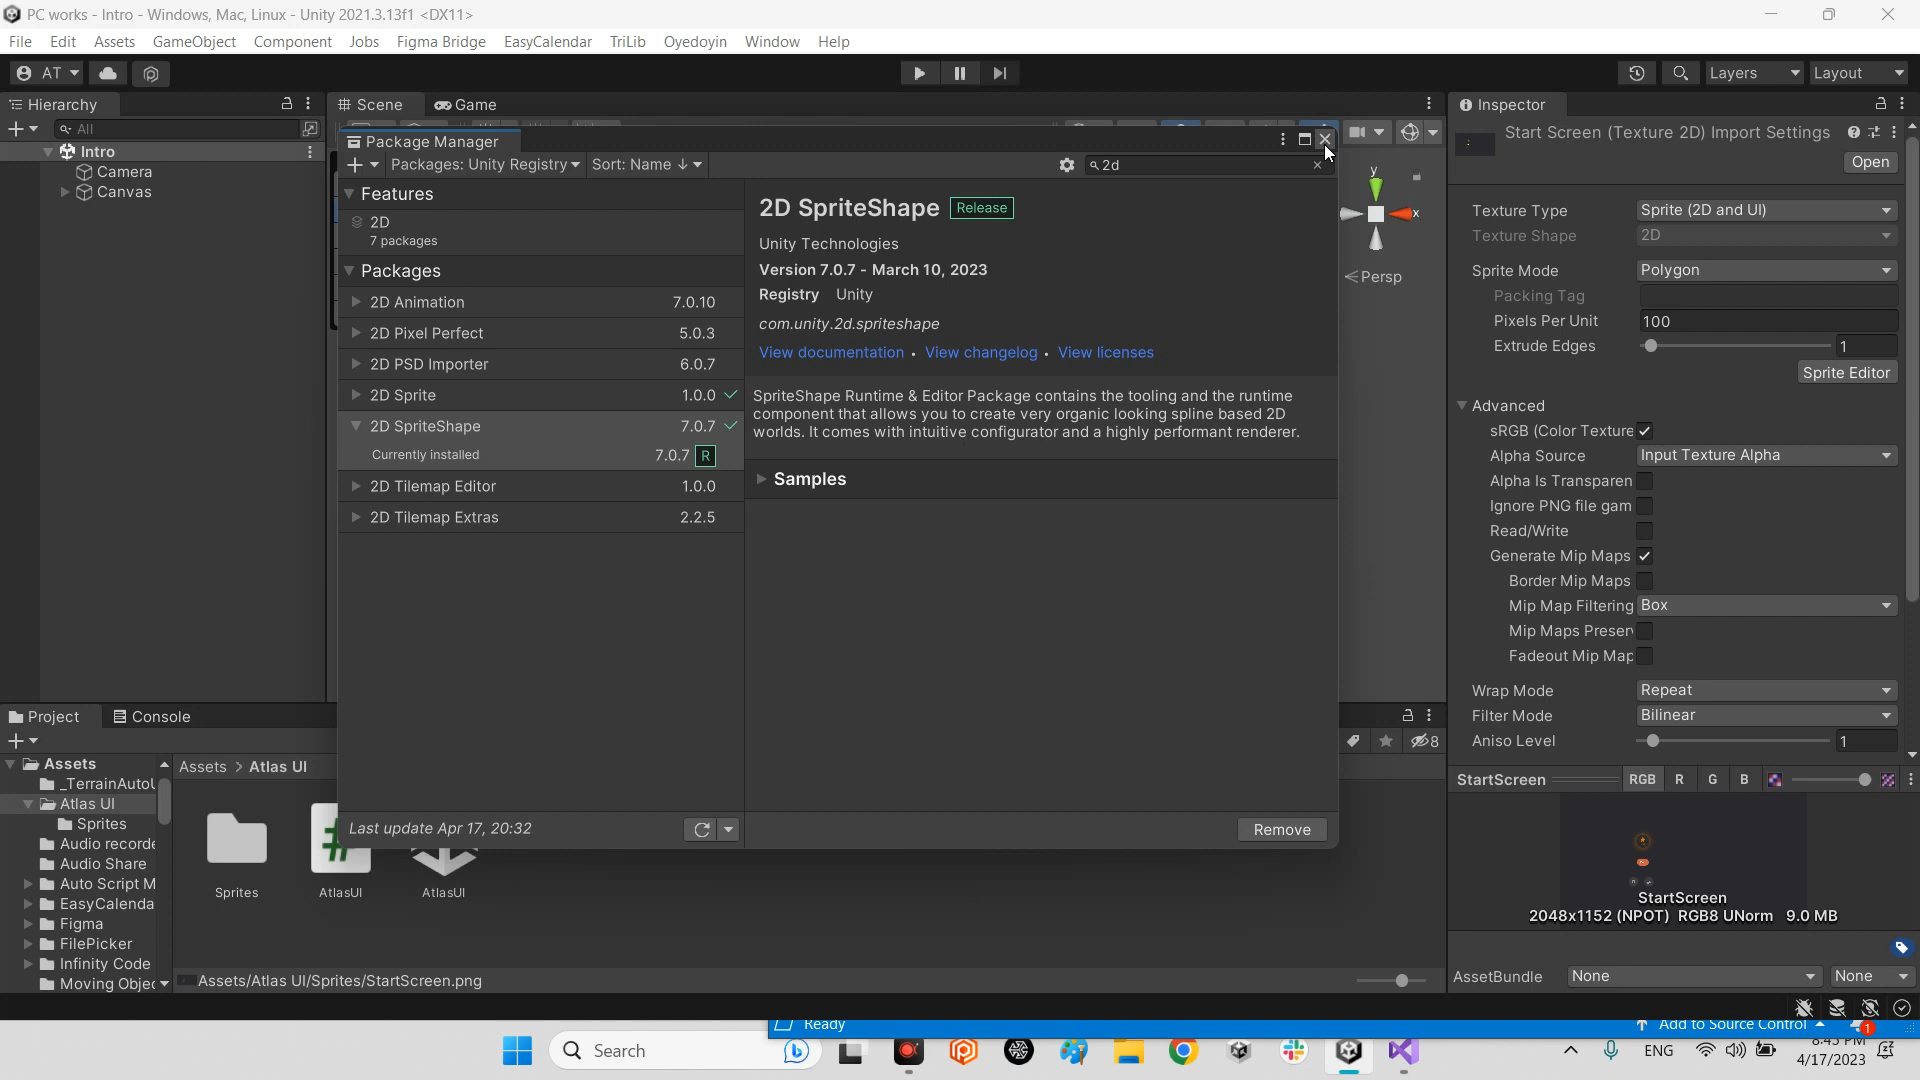 PC works - Intro - Windows, Mac, Linux - Unity 2021.3.13f1 <DX11>
File Edit Assets GameObject Component Jobs Figma Bridge EasyCalendar TriLib Oyedoyin Window Help
AT Layers Layout
Hierarchy Scene Game Inspector
All
Start Screen (Texture 2D) Import Settings
Open
Intro
Camera
Canvas
Package Manager
Packages: Unity Registry Sort: Name 2d
Features
2D
7 packages
Packages
2D Animation 7.0.10
2D Pixel Perfect 5.0.3
2D PSD Importer 6.0.7
2D Sprite 1.0.0
2D SpriteShape 7.0.7
Currently installed 7.0.7 R
2D Tilemap Editor 1.0.0
2D Tilemap Extras 2.2.5
Last update Apr 17, 20:32
2D SpriteShape Release
Unity Technologies
Version 7.0.7 - March 10, 2023
Registry Unity
com.unity.2d.spriteshape
View documentation • View changelog • View licenses
SpriteShape Runtime & Editor Package contains the tooling and the runtime
component that allows you to create very organic looking spline based 2D
worlds. It comes with intuitive configurator and a highly performant renderer.
Samples
Remove
y
x
<Persp
Texture Type Sprite (2D and UI)
Texture Shape 2D
Sprite Mode Polygon
Packing Tag
Pixels Per Unit 100
Extrude Edges 1
Sprite Editor
Advanced
sRGB (Color Texture
Alpha Source Input Texture Alpha
Alpha Is Transparen
Ignore PNG file gam
Read/Write
Generate Mip Maps
Border Mip Maps
Mip Map Filtering Box
Mip Maps Preser
Fadeout Mip Map
Wrap Mode Repeat
Filter Mode Bilinear
Aniso Level 1
StartScreen RGB R G B
StartScreen
2048x1152 (NPOT) RGB8 UNorm 9.0 MB
AssetBundle None None
Project Console
8
Assets
_TerrainAutoU
Atlas UI
Sprites
Audio recorde
Audio Share
Auto Script M
EasyCalenda
Figma
FilePicker
Infinity Code
Moving Objec
Assets > Atlas UI
Sprites AtlasUI AtlasUI
Assets/Atlas UI/Sprites/StartScreen.png
Ready Add to Source Control 1
Search
ENG
8:45 PM
4/17/2023